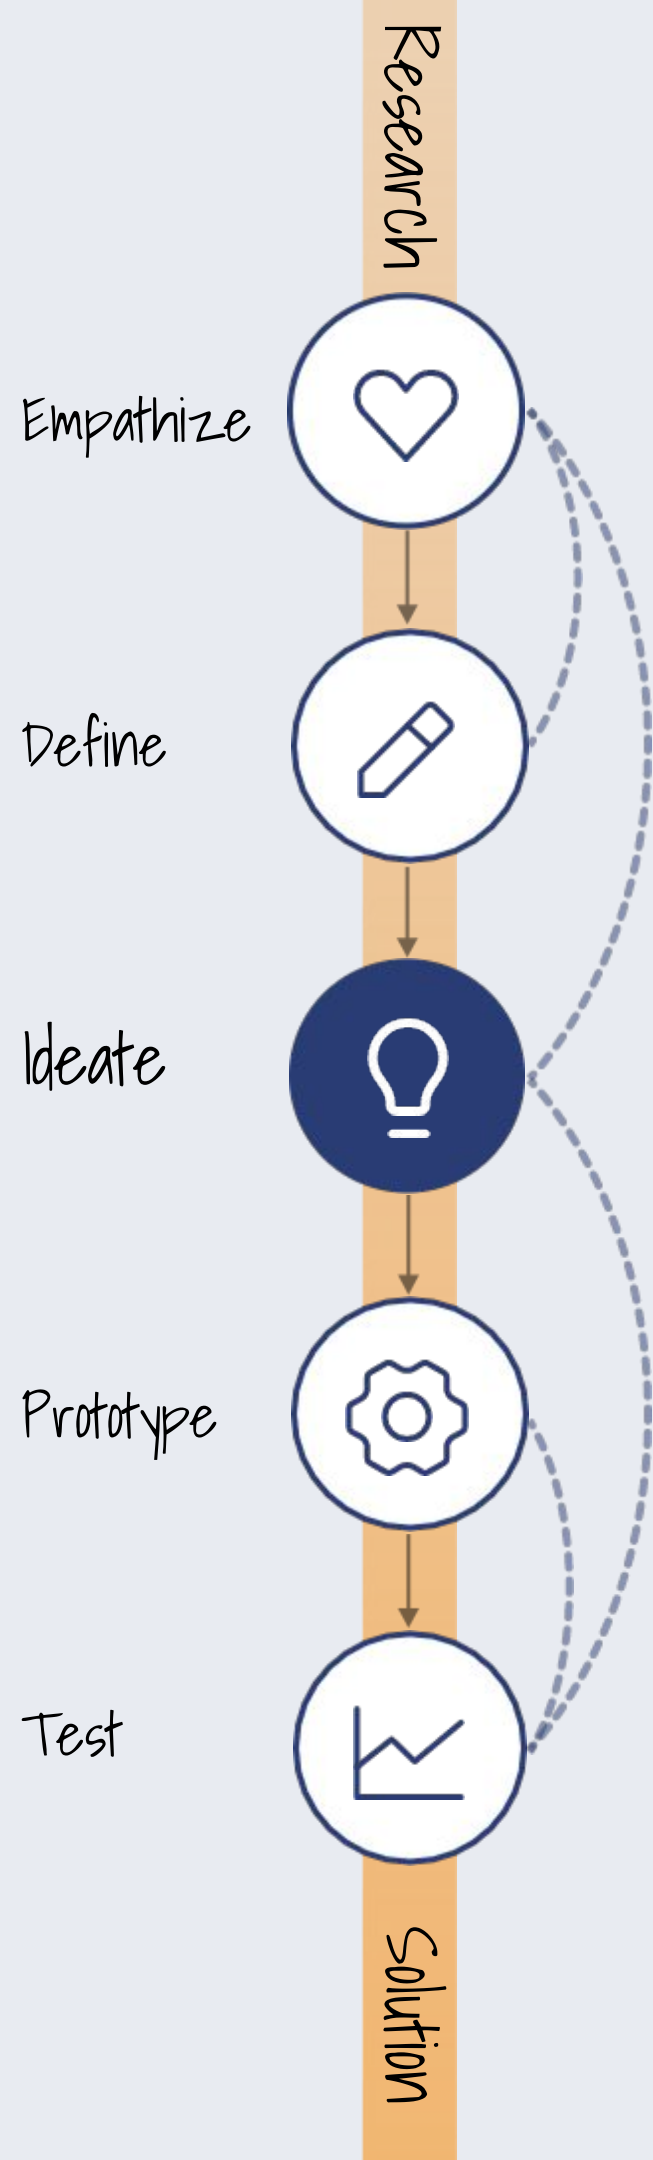 Research
Empathize
Define
Ideate
Prototype
Test
Solution